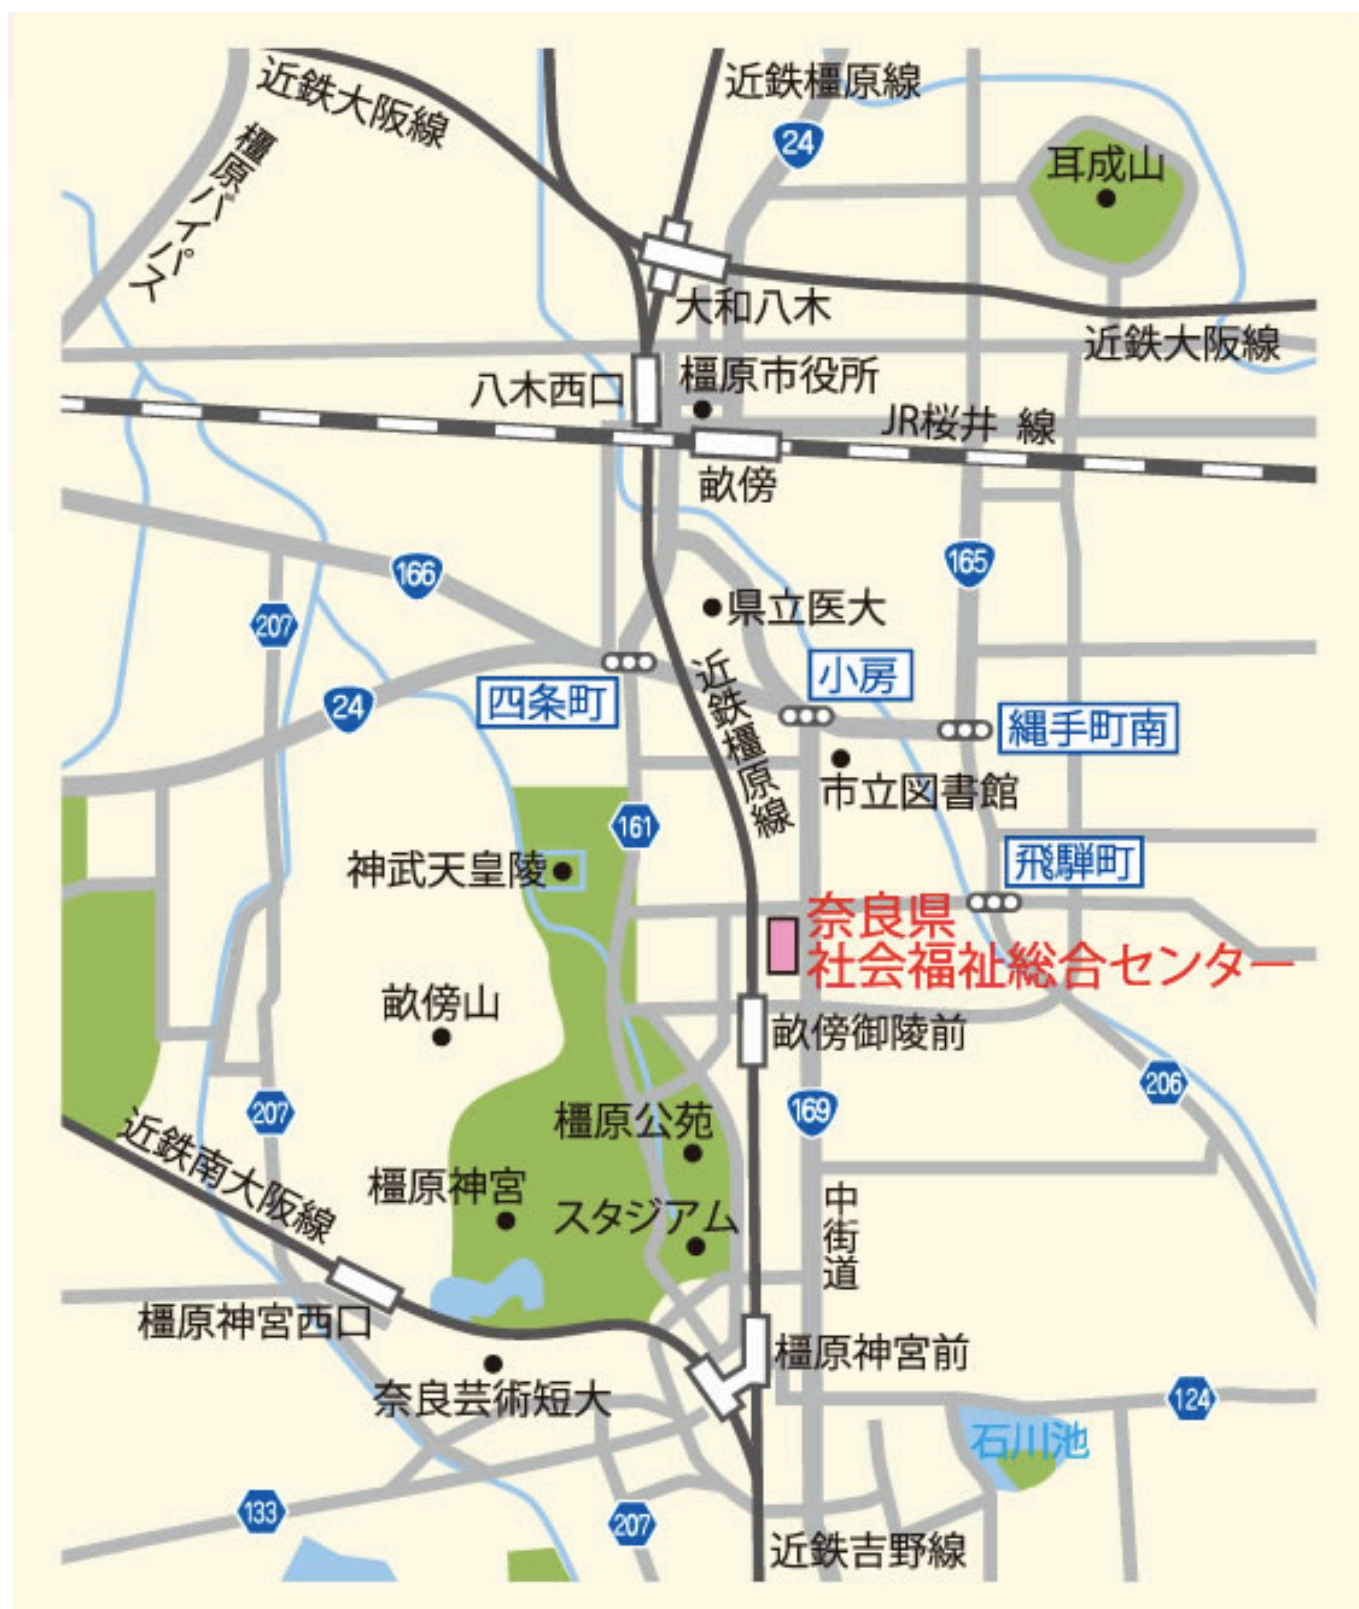 近鉄大阪線
近鉄橿原線
24
耳成山
橿原バイパス
大和八木
近鉄大阪線
八木西口
橿原市役所
JR桜井 線
畝傍
166
165
207
県立医大
近鉄橿原線
小房
24
四条町
縄手町南
市立図書館
161
飛騨町
神武天皇陵
奈良県
社会福祉総合センター
畝傍山
畝傍御陵前
206
207
169
橿原公苑
近鉄南大阪線
橿原神宮
スタジアム
中街道
橿原神宮西口
橿原神宮前
奈良芸術短大
124
石川池
133
207
近鉄吉野線